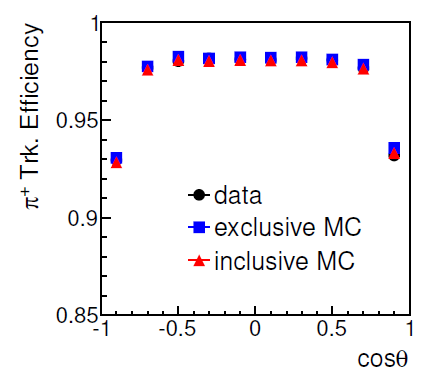 π⁺ Trk. Efficiency
1
0.95
0.9
0.85
data
exclusive MC
inclusive MC
-1 -0.5 0 0.5 1
cosθ